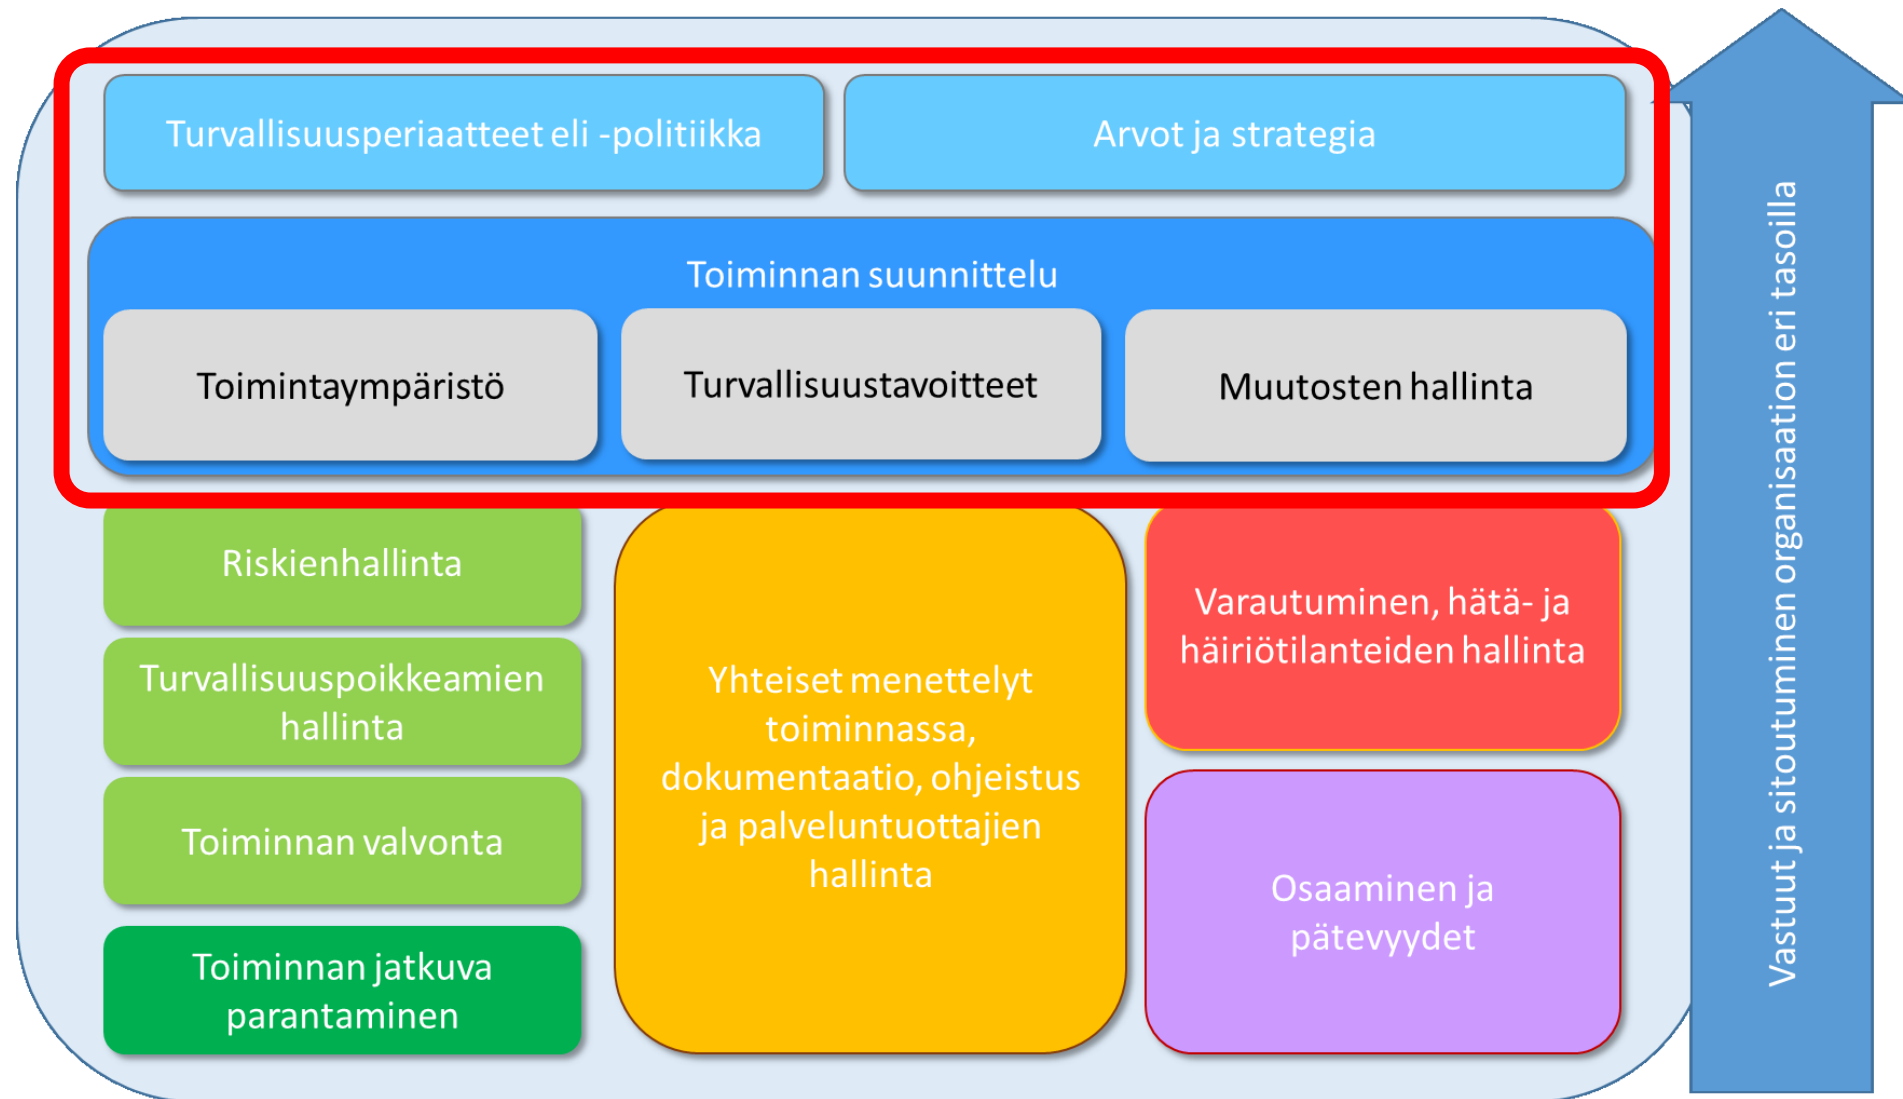 Turvallisuusperiaatteet eli -politiikka
Arvot ja strategia
Toiminnan suunnittelu
Toimintaympäristö
Turvallisuustavoitteet
Muutosten hallinta
Riskienhallinta
Turvallisuuspoikkeamien
hallinta
Toiminnan valvonta
Toiminnan jatkuva
parantaminen
Yhteiset menettelyt
toiminnassa,
dokumentaatio, ohjeistus
ja palveluntuottajien
hallinta
Varautuminen, hätä- ja
häiriötilanteiden hallinta
Osaaminen ja
pätevyydet
Vastuut ja sitoutuminen organisaation eri tasoilla